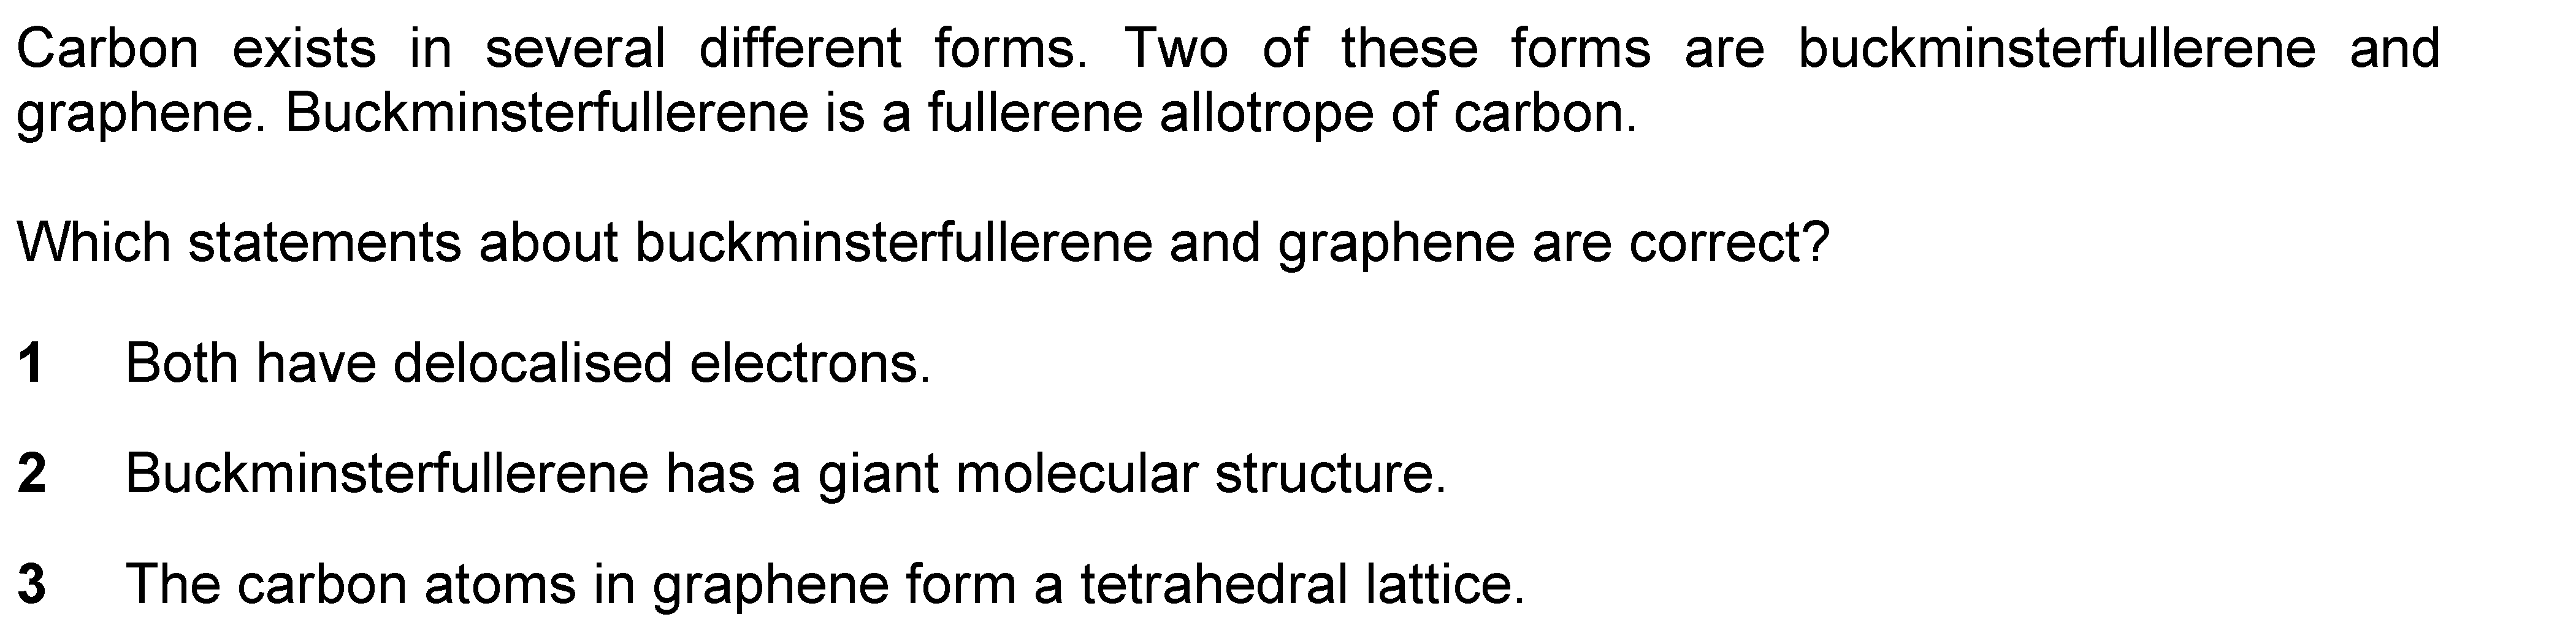 Carbon exists in several different forms. Two of these forms are buckminsterfullerene and
graphene. Buckminsterfullerene is a fullerene allotrope of carbon.
Which statements about buckminsterfullerene and graphene are correct?
1 Both have delocalised electrons.
2 Buckminsterfullerene has a giant molecular structure.
3 The carbon atoms in graphene form a tetrahedral lattice.